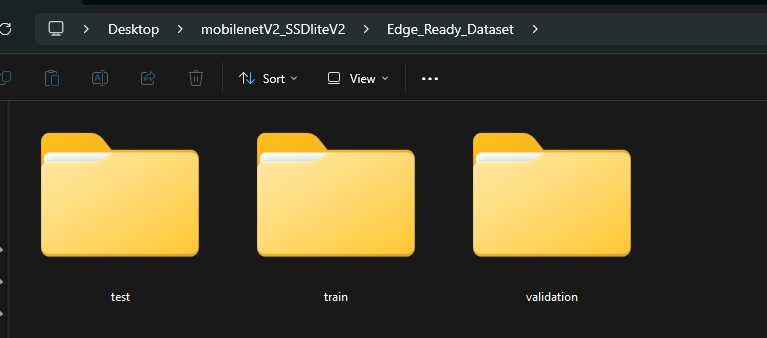 Desktop > mobilenetV2_SSDliteV2 > Edge_Ready_Dataset >
Sort View ...
test train validation